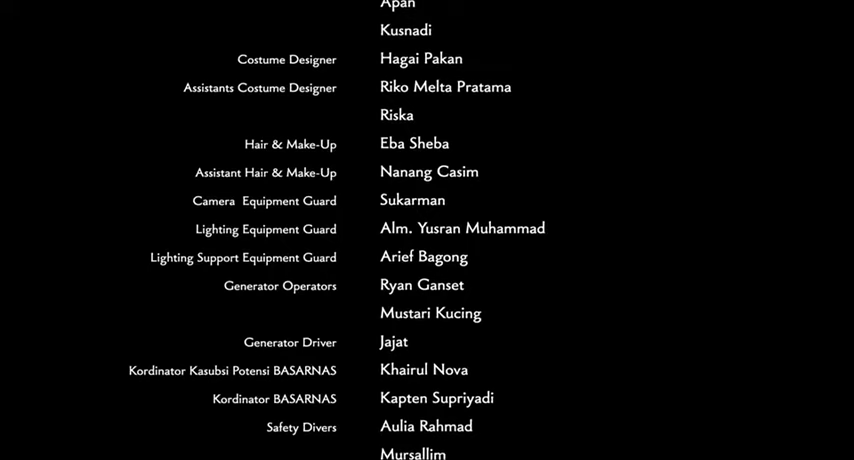 Apan
Kusnadi
Costume Designer Hagai Pakan
Assistants Costume Designer Riko Melta Pratama
Riska
Hair & Make-Up Eba Sheba
Assistant Hair & Make-Up Nanang Casim
Camera Equipment Guard Sukarman
Lighting Equipment Guard Alm. Yusran Muhammad
Lighting Support Equipment Guard Arief Bagong
Generator Operators Ryan Ganset
Mustari Kucing
Generator Driver Jajat
Kordinator Kasubsi Potensi BASARNAS Khairul Nova
Kordinator BASARNAS Kapten Supriyadi
Safety Divers Aulia Rahmad
Mursallim